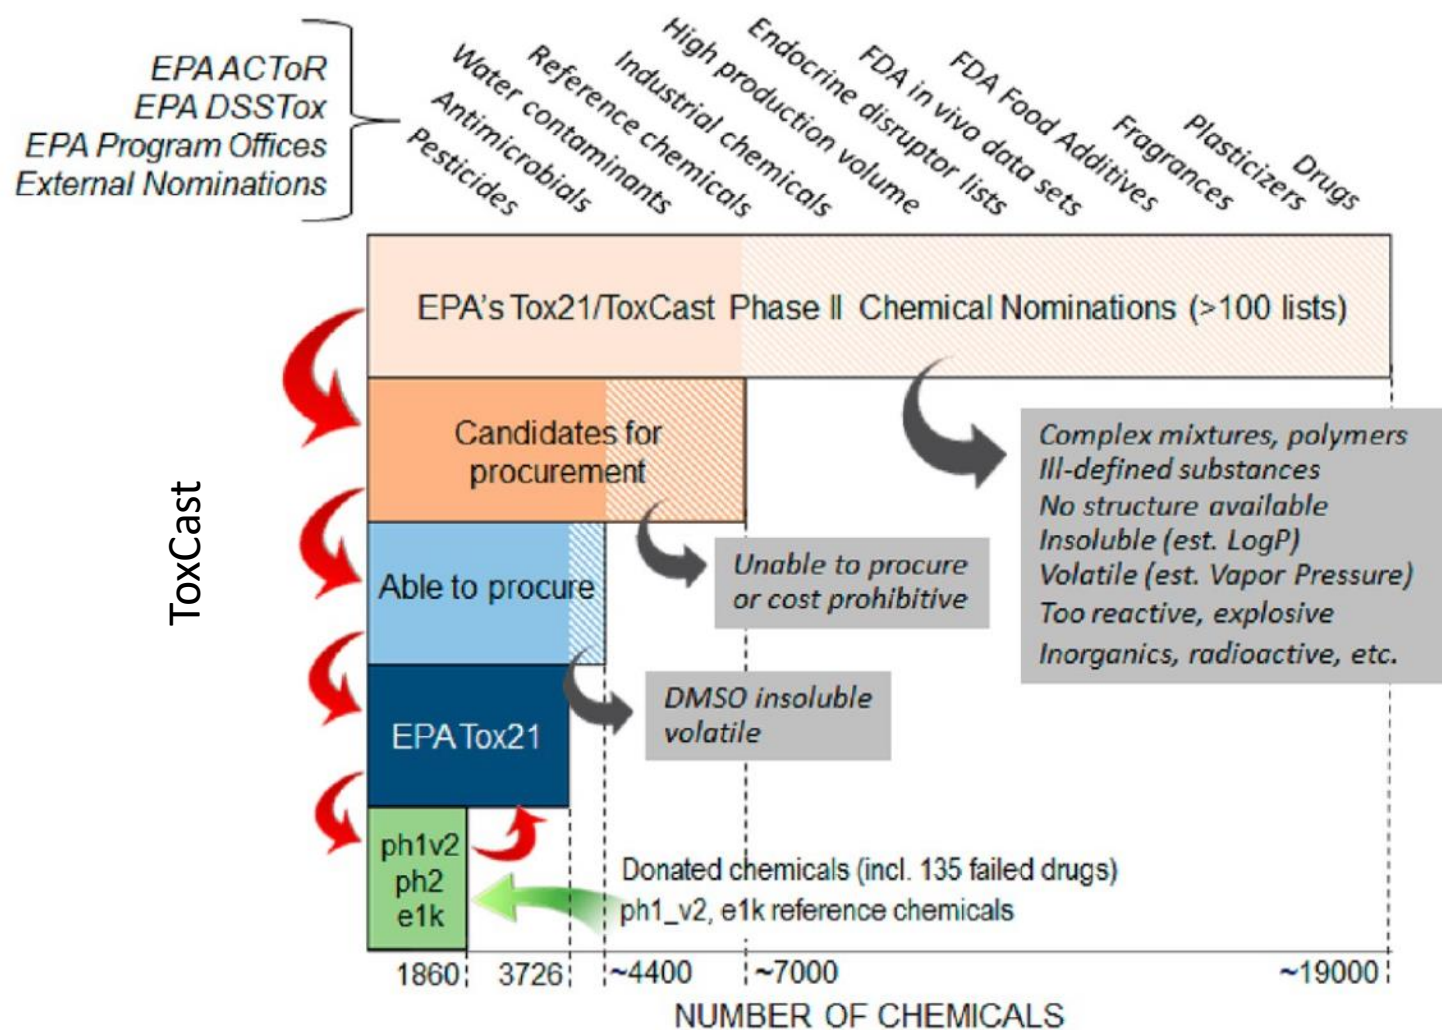 EPA ACToR
EPA DSSTox
EPA Program Offices
External Nominations
Pesticides
Antimicrobials
Water contaminants
Reference chemicals
Industrial chemicals
High production volume
Endocrine disruptor lists
FDA in vivo data sets
FDA Food Additives
Fragrances
Plasticizers
Drugs
EPA's Tox21/ToxCast Phase II Chemical Nominations (>100 lists)
Candidates for
procurement
Complex mixtures, polymers
Ill-defined substances
No structure available
Insoluble (est. LogP)
Volatile (est. Vapor Pressure)
Too reactive, explosive
Inorganics, radioactive, etc.
ToxCast
Able to procure
Unable to procure
or cost prohibitive
EPA Tox21
DMSO insoluble
volatile
ph1v2
ph2
e1k
Donated chemicals (incl. 135 failed drugs)
ph1_v2, e1k reference chemicals
1860 3726 ~4400 ~7000 ~19000
NUMBER OF CHEMICALS